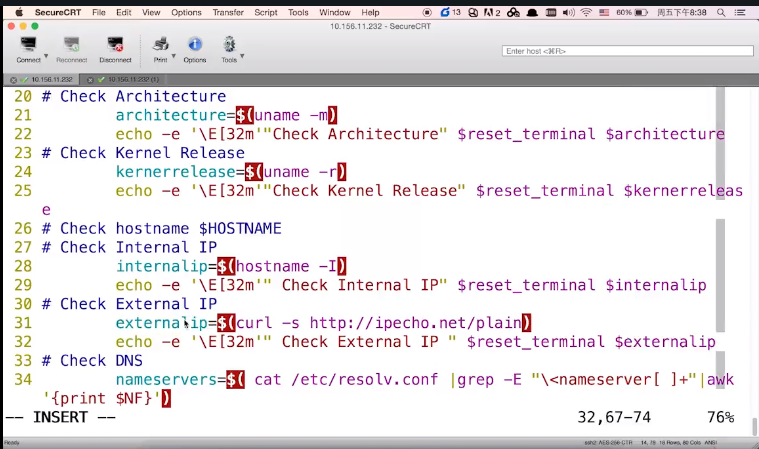 SecureCRT File Edit View Options Transfer Script Tools Window Help 13 2 60% 周五下午8:38
10.156.11.232 - SecureCRT
Connect Reconnect Disconnect Print Options Tools Enter host <⌘R>
10.156.11.232 10.156.11.232 (1)
20 # Check Architecture
21 architecture=$(uname -m)
22 echo -e '\E[32m'"Check Architecture" $reset_terminal $architecture
23 # Check Kernel Release
24 kernerrelease=$(uname -r)
25 echo -e '\E[32m'"Check Kernel Release" $reset_terminal $kernerreleas
e
26 # Check hostname $HOSTNAME
27 # Check Internal IP
28 internalip=$(hostname -I)
29 echo -e '\E[32m'" Check Internal IP" $reset_terminal $internalip
30 # Check External IP
31 externalip=$(curl -s http://ipecho.net/plain)
32 echo -e '\E[32m'" Check External IP " $reset_terminal $externalip
33 # Check DNS
34 nameservers=$( cat /etc/resolv.conf |grep -E "\<nameserver[ ]+"|awk
'{print $NF}')
-- INSERT -- 32,67-74 76%
Ready ssh2: AES-256-CTR 14, 19 16 Rows, 80 Cols ANSI